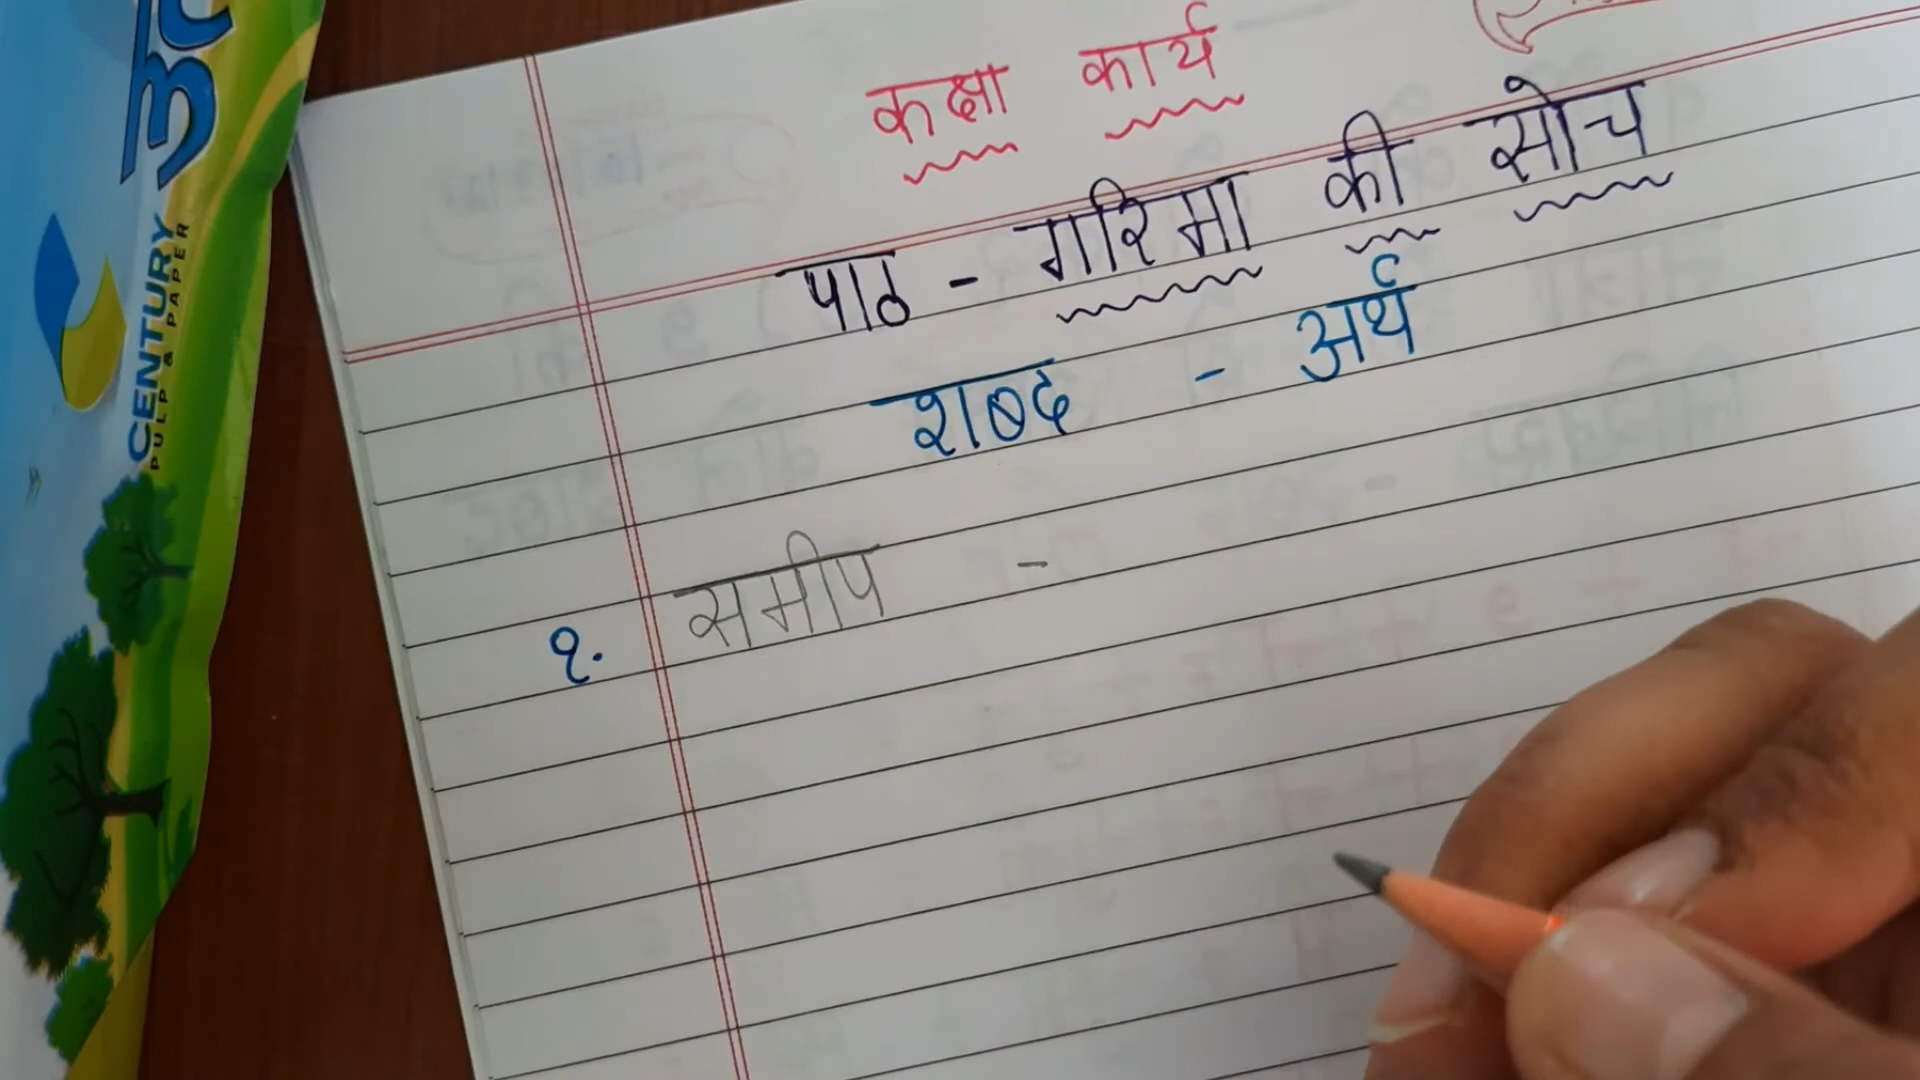 कक्षा कार्य
पाठ - गरिमा की सोच
शब्द - अर्थ
१. समीप -
CENTURY
PULP & PAPER